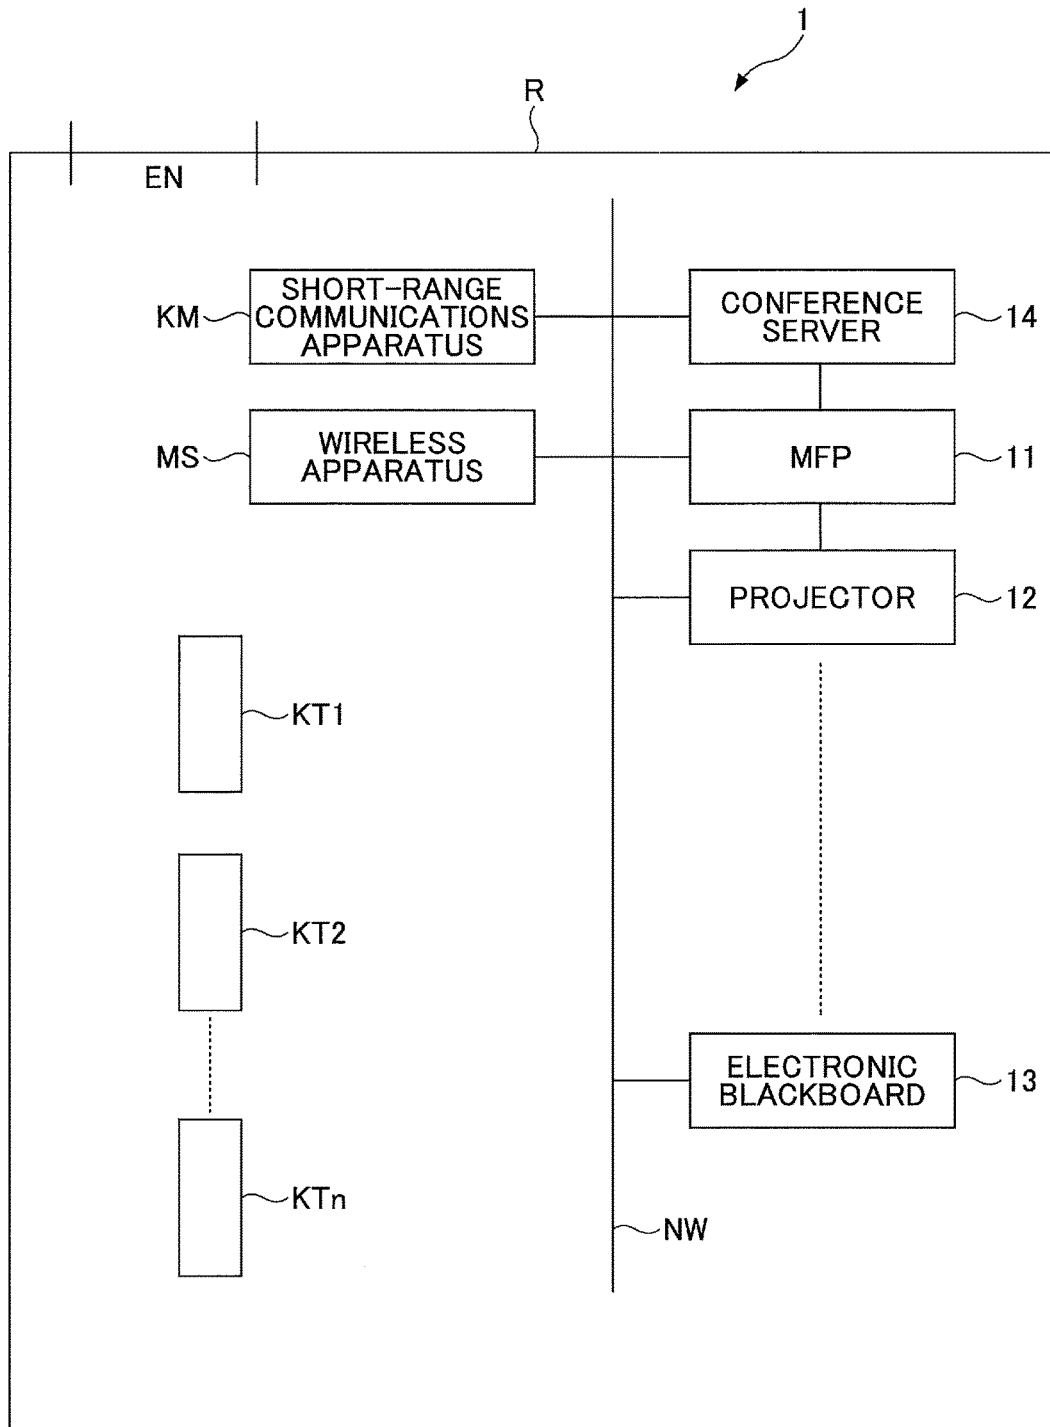 1
R
EN
KM
SHORT-RANGE
COMMUNICATIONS
APPARATUS
CONFERENCE
SERVER
14
MS
WIRELESS
APPARATUS
MFP
11
PROJECTOR
12
KT1
KT2
ELECTRONIC
BLACKBOARD
13
KTn
NW